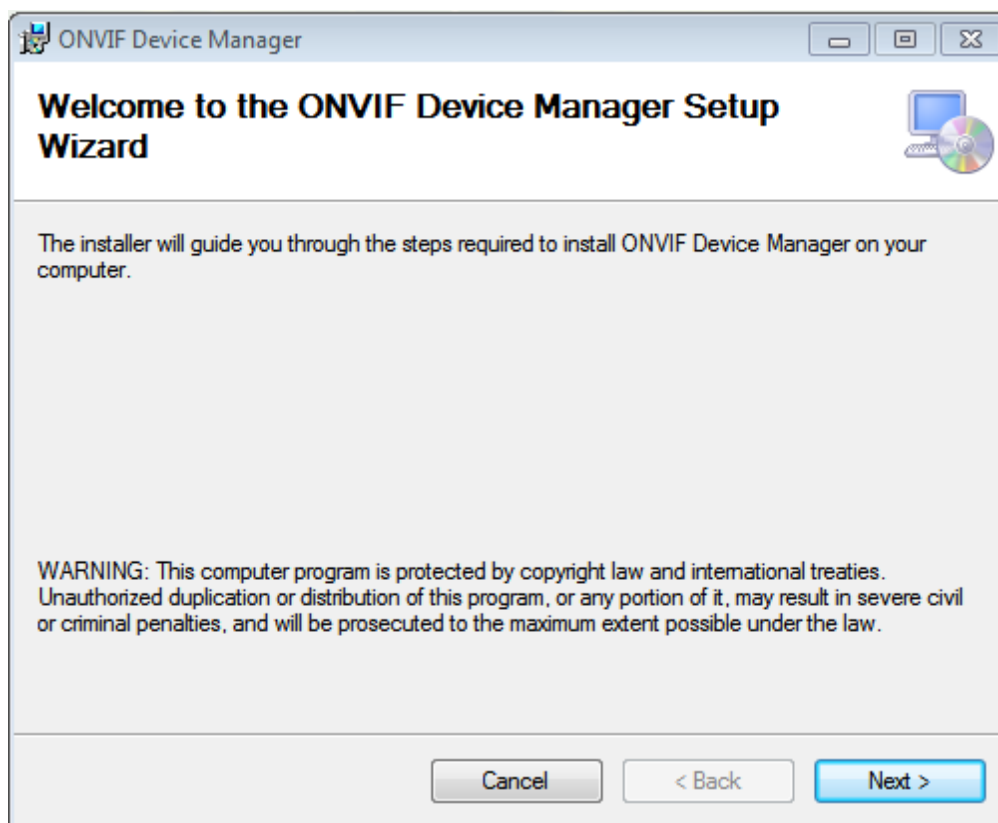 ONVIF Device Manager
Welcome to the ONVIF Device Manager Setup
Wizard
The installer will guide you through the steps required to install ONVIF Device Manager on your
computer.
WARNING: This computer program is protected by copyright law and international treaties.
Unauthorized duplication or distribution of this program, or any portion of it, may result in severe civil
or criminal penalties, and will be prosecuted to the maximum extent possible under the law.
Cancel
< Back
Next >